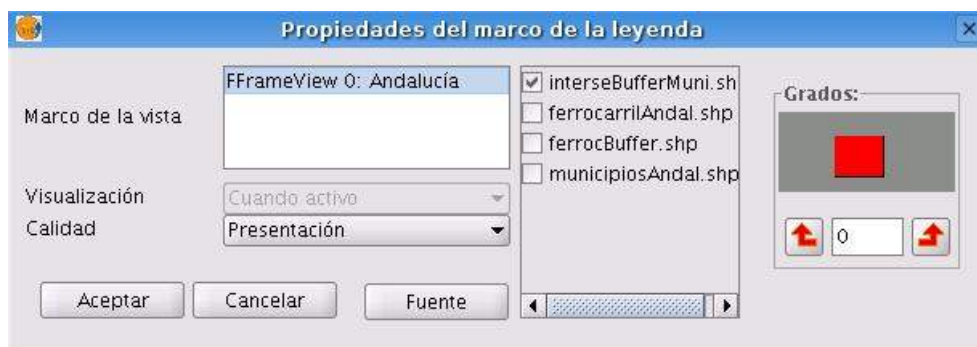 Propiedades del marco de la leyenda
Marco de la vista
FFrameView 0: Andalucía
interseBufferMuni.sh
ferrocarrilAndal.shp
ferrocBuffer.shp
municipiosAndal.shp
Grados:
0
Visualización
Cuando activo
Calidad
Presentación
Aceptar
Cancelar
Fuente